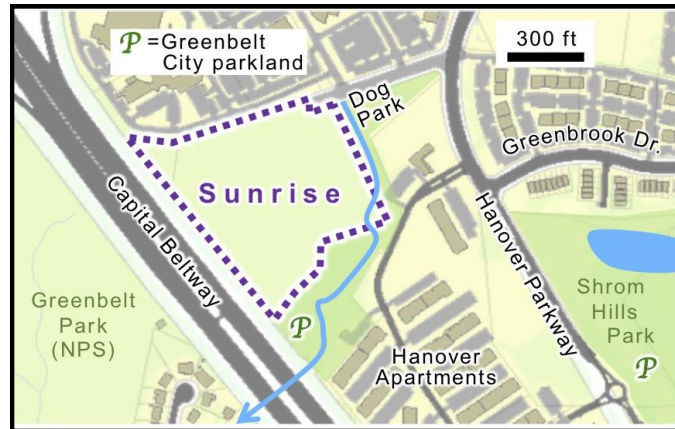 P =Greenbelt
City parkland
300 ft
Dog
Park
Greenbrook Dr.
Sunrise
Capital Beltway
Hanover Parkway
Greenbelt
Park
(NPS)
P
Shrom
Hills
Park
P
Hanover
Apartments